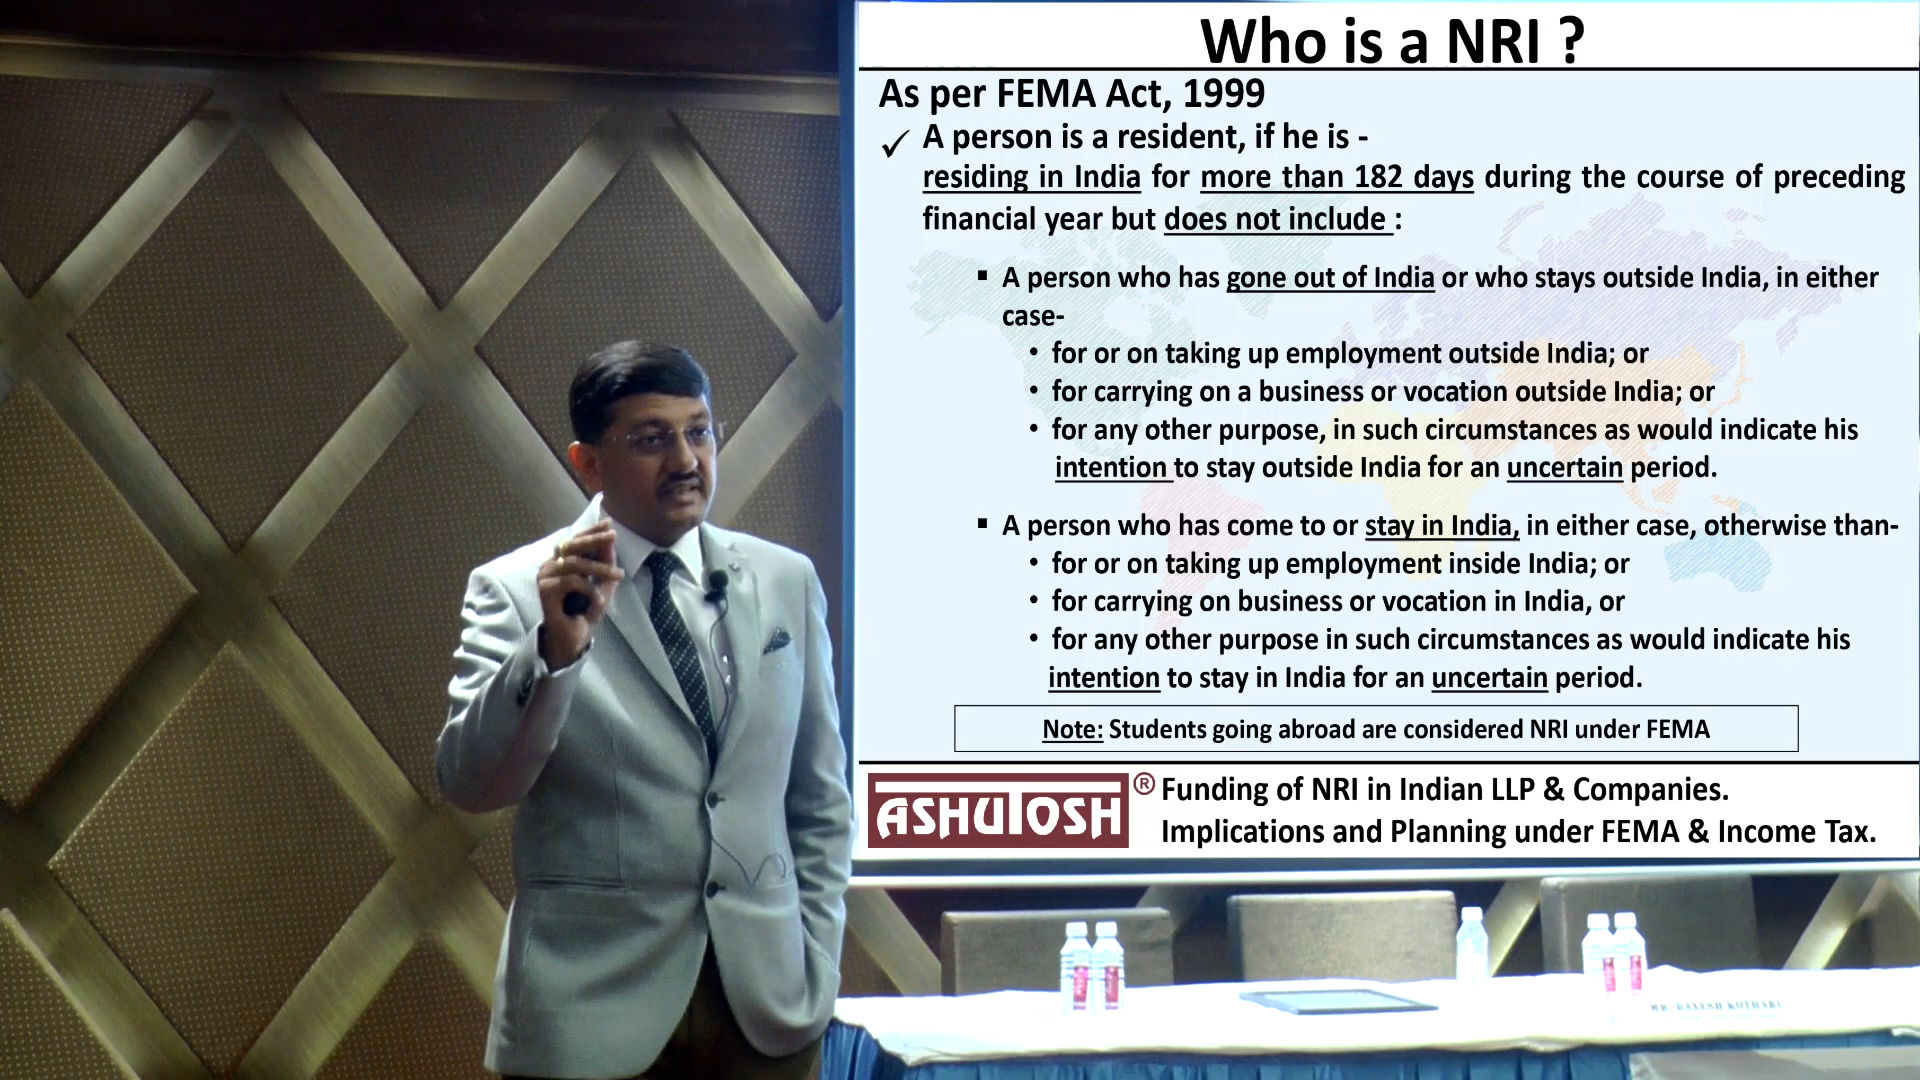 Who is a NRI ?
As per FEMA Act, 1999
✓ A person is a resident, if he is -
residing in India for more than 182 days during the course of preceding
financial year but does not include :
▪ A person who has gone out of India or who stays outside India, in either
case-
• for or on taking up employment outside India; or
• for carrying on a business or vocation outside India; or
• for any other purpose, in such circumstances as would indicate his
intention to stay outside India for an uncertain period.
▪ A person who has come to or stay in India, in either case, otherwise than-
• for or on taking up employment inside India; or
• for carrying on business or vocation in India, or
• for any other purpose in such circumstances as would indicate his
intention to stay in India for an uncertain period.
Note: Students going abroad are considered NRI under FEMA
ASHUTOSH ®
Funding of NRI in Indian LLP & Companies.
Implications and Planning under FEMA & Income Tax.
MR. DAXESH KOTHARI